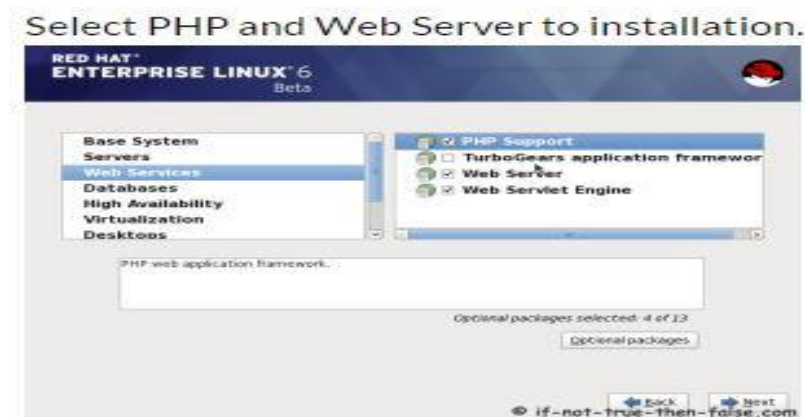 Select PHP and Web Server to installation.
RED HAT
ENTERPRISE LINUX 6
Beta
Base System
Servers
Web Services
Databases
High Availability
Virtualization
Desktops
PHP Support
TurboGears application framewor
Web Server
Web Servlet Engine
PHP web application framework.
Optional packages selected: 4 of 13
Optional packages
Back
Next
© if-not-true-then-false.com